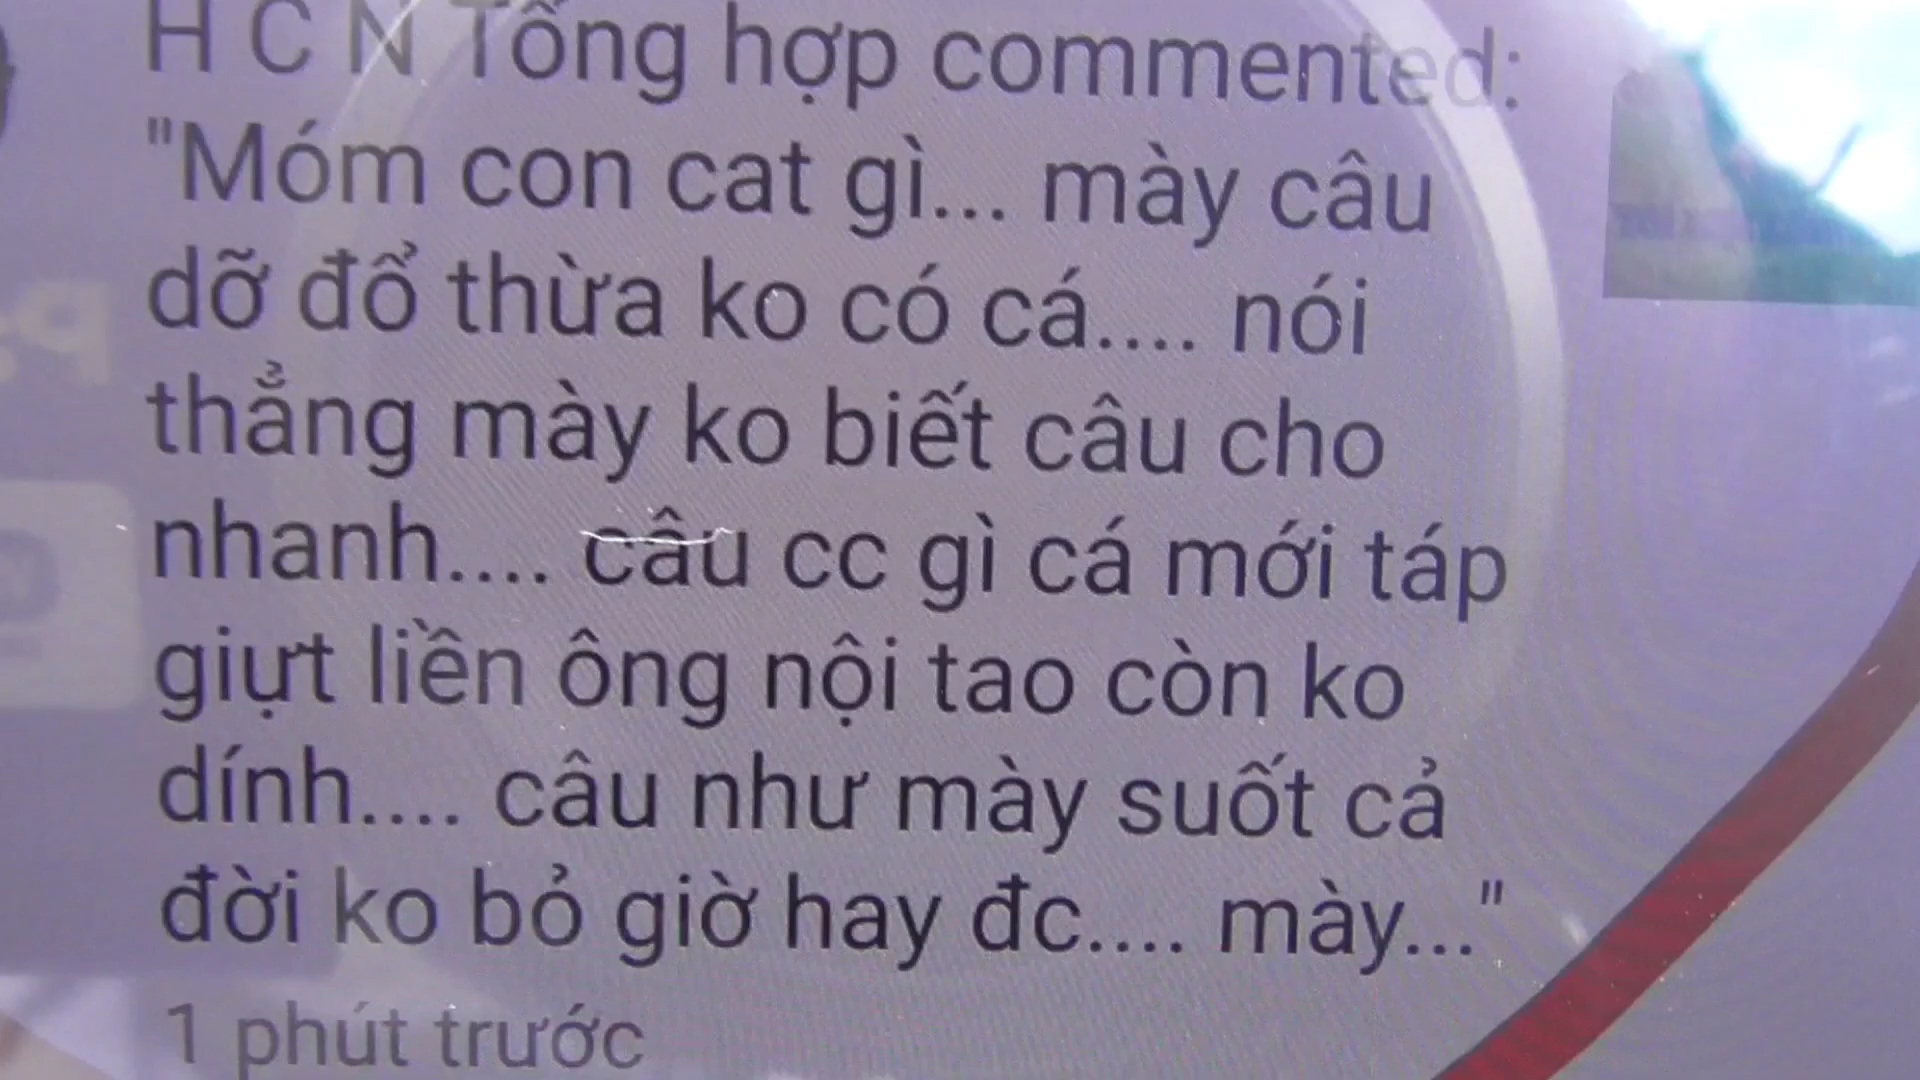 H C N Tổng hợp commented:
"Móm con cat gì... mày câu
dỡ đổ thừa ko có cá.... nói
thẳng mày ko biết câu cho
nhanh.... câu cc gì cá mới táp
giựt liền ông nội tao còn ko
dính.... câu như mày suốt cả
đời ko bỏ giờ hay đc.... mày..."
1 phút trước